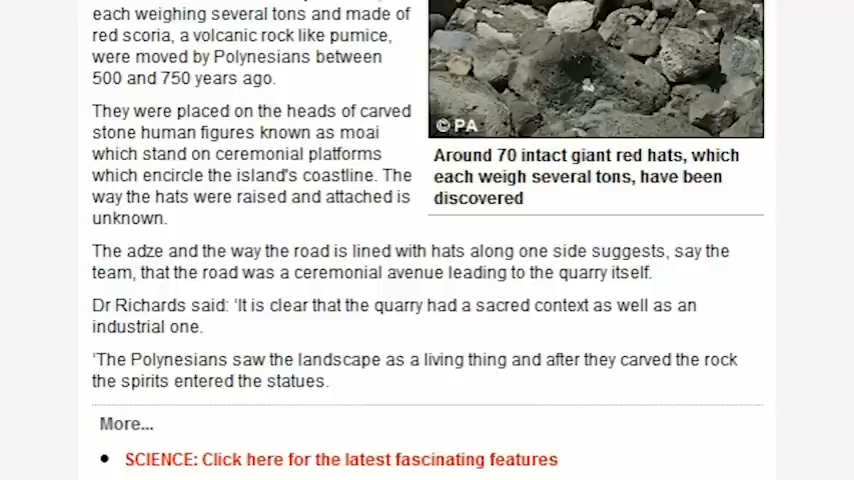 each weighing several tons and made of
red scoria, a volcanic rock like pumice,
were moved by Polynesians between
500 and 750 years ago.
They were placed on the heads of carved
stone human figures known as moai
which stand on ceremonial platforms
which encircle the island's coastline. The
way the hats were raised and attached is
unknown.
© PA
Around 70 intact giant red hats, which
each weigh several tons, have been
discovered
The adze and the way the road is lined with hats along one side suggests, say the
team, that the road was a ceremonial avenue leading to the quarry itself.
Dr Richards said: 'It is clear that the quarry had a sacred context as well as an
industrial one.
'The Polynesians saw the landscape as a living thing and after they carved the rock
the spirits entered the statues.
More...
• SCIENCE: Click here for the latest fascinating features